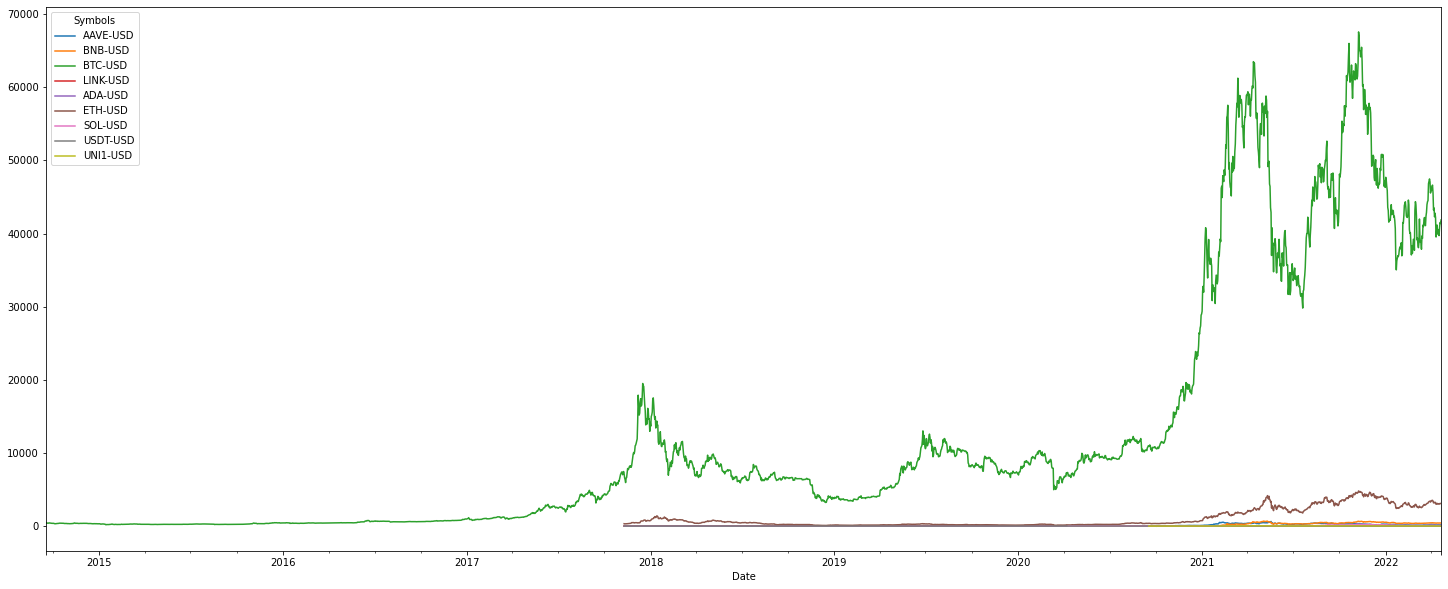 70000
60000
50000
40000
30000
20000
10000
0
Symbols
AAVE-USD
BNB-USD
BTC-USD
LINK-USD
ADA-USD
ETH-USD
SOL-USD
USDT-USD
UNI1-USD
2015 2016 2017 2018 2019 2020 2021 2022
Date